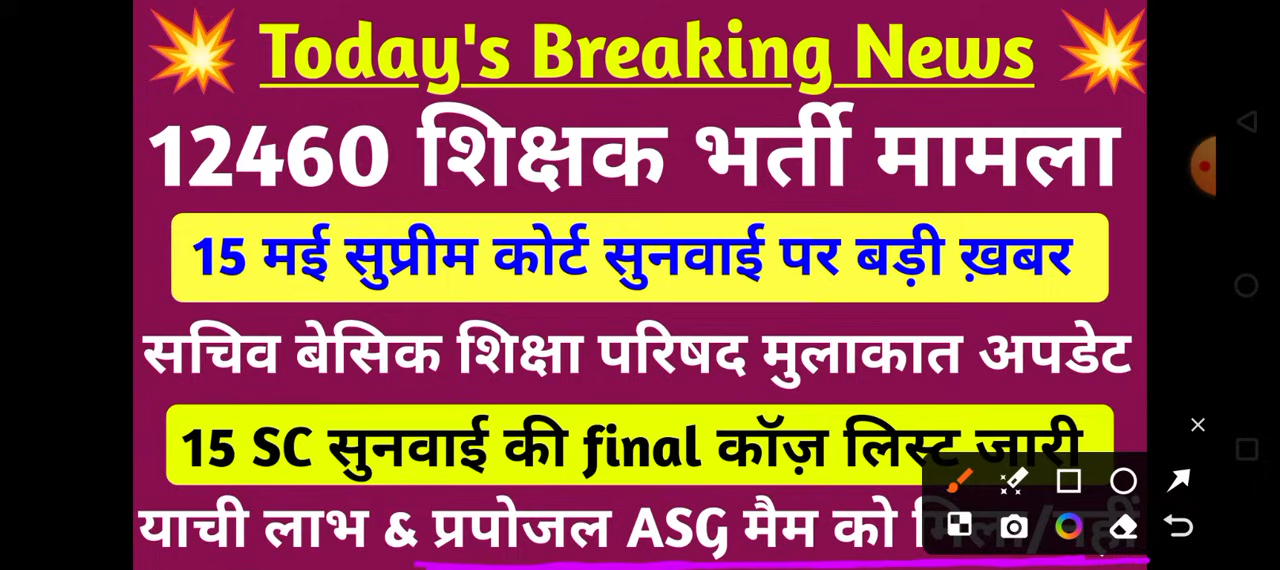 Today's Breaking News
12460 शिक्षक भर्ती मामला
15 मई सुप्रीम कोर्ट सुनवाई पर बड़ी ख़बर
सचिव बेसिक शिक्षा परिषद मुलाकात अपडेट
15 SC सुनवाई की final कॉज़ लिस्ट जारी
याची लाभ & प्रपोजल ASG मैम को मिला/नहीं